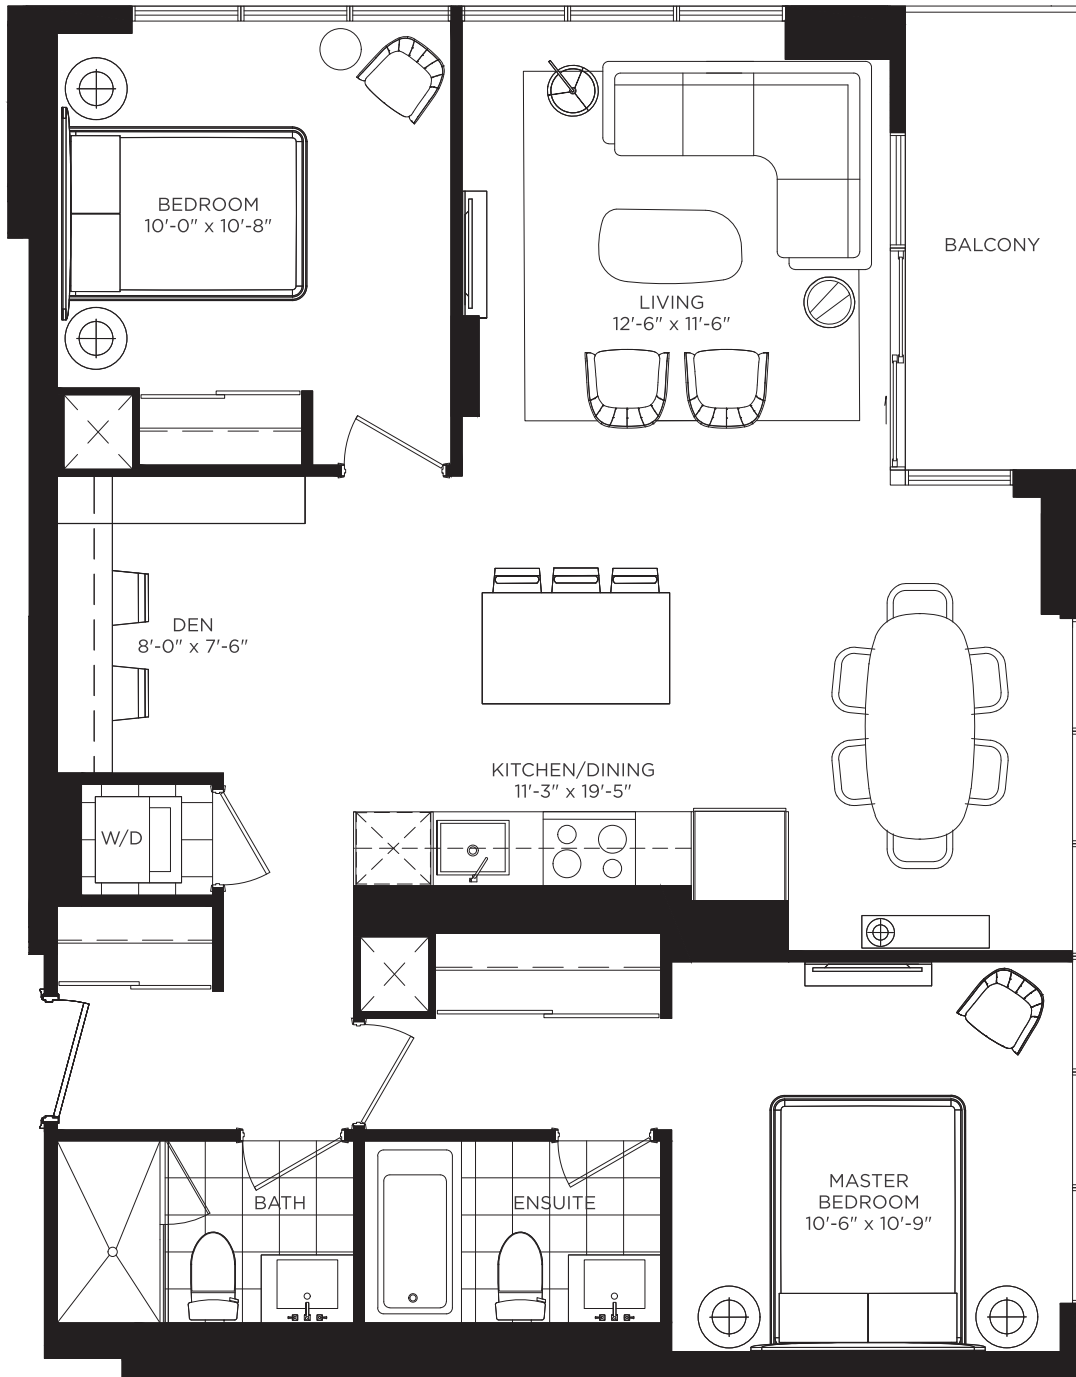 BEDROOM
10'-0" x 10'-8"
BALCONY
LIVING
12'-6" x 11'-6"
DEN
8'-0" x 7'-6"
KITCHEN/DINING
11'-3" x 19'-5"
W/D
BATH
ENSUITE
MASTER
BEDROOM
10'-6" x 10'-9"